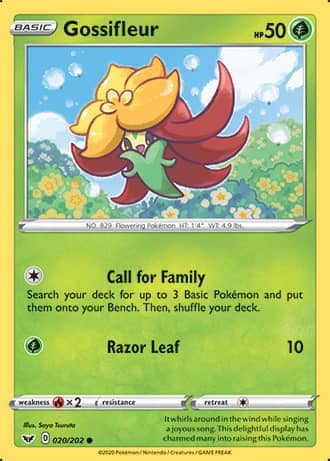 BASIC Gossifleur HP 50
NO. 829 Flowering Pokémon HT: 1'4" WT: 4.9 lbs.
Call for Family
Search your deck for up to 3 Basic Pokémon and put
them onto your Bench. Then, shuffle your deck.
Razor Leaf 10
weakness ×2 resistance retreat
It whirls around in the wind while singing
a joyous song. This delightful display has
charmed many into raising this Pokémon.
Illus. Saya Tsuruta
D 020/202
©2020 Pokémon / Nintendo / Creatures / GAME FREAK